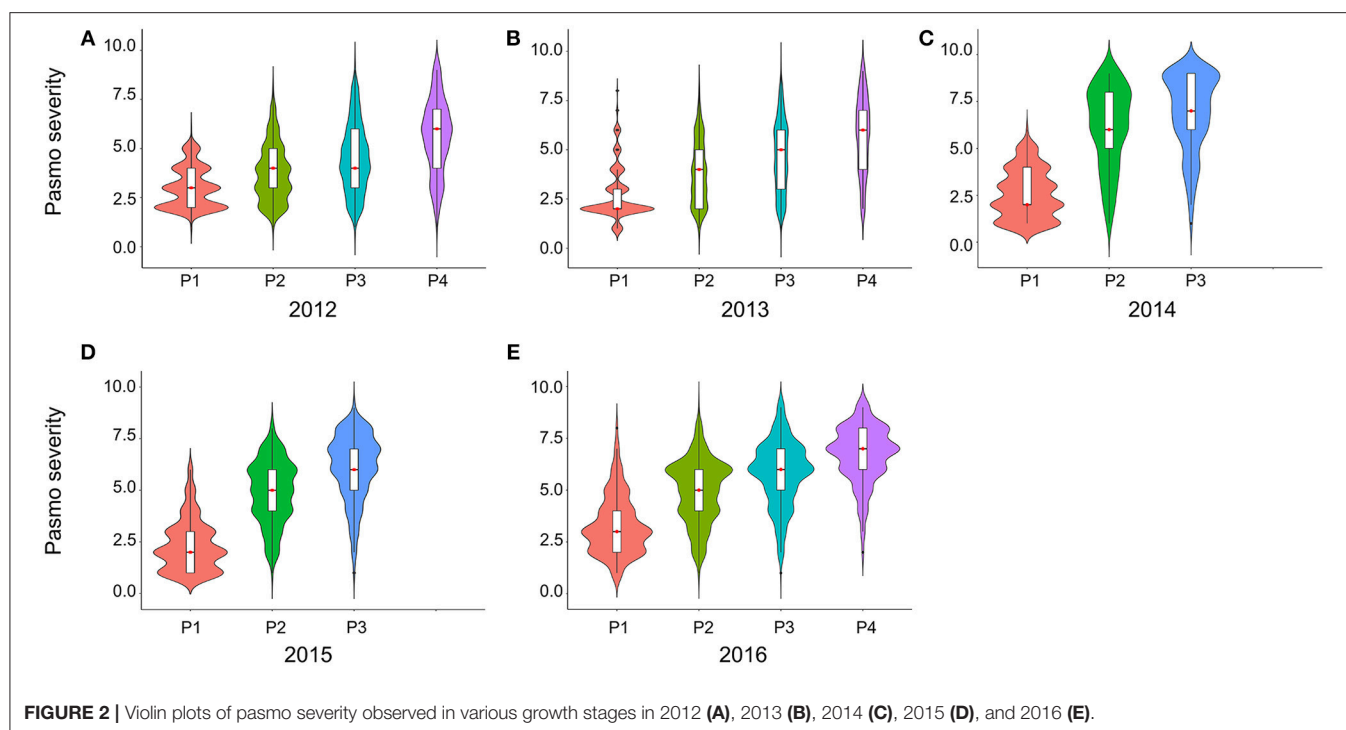 A
B
C
Pasmo severity
10.0
7.5
5.0
2.5
0.0
P1 P2 P3 P4
2012
10.0
7.5
5.0
2.5
0.0
P1 P2 P3 P4
2013
10.0
7.5
5.0
2.5
0.0
P1 P2 P3
2014
D
E
Pasmo severity
10.0
7.5
5.0
2.5
0.0
P1 P2 P3
2015
10.0
7.5
5.0
2.5
0.0
P1 P2 P3 P4
2016
FIGURE 2 | Violin plots of pasmo severity observed in various growth stages in 2012 (A), 2013 (B), 2014 (C), 2015 (D), and 2016 (E).